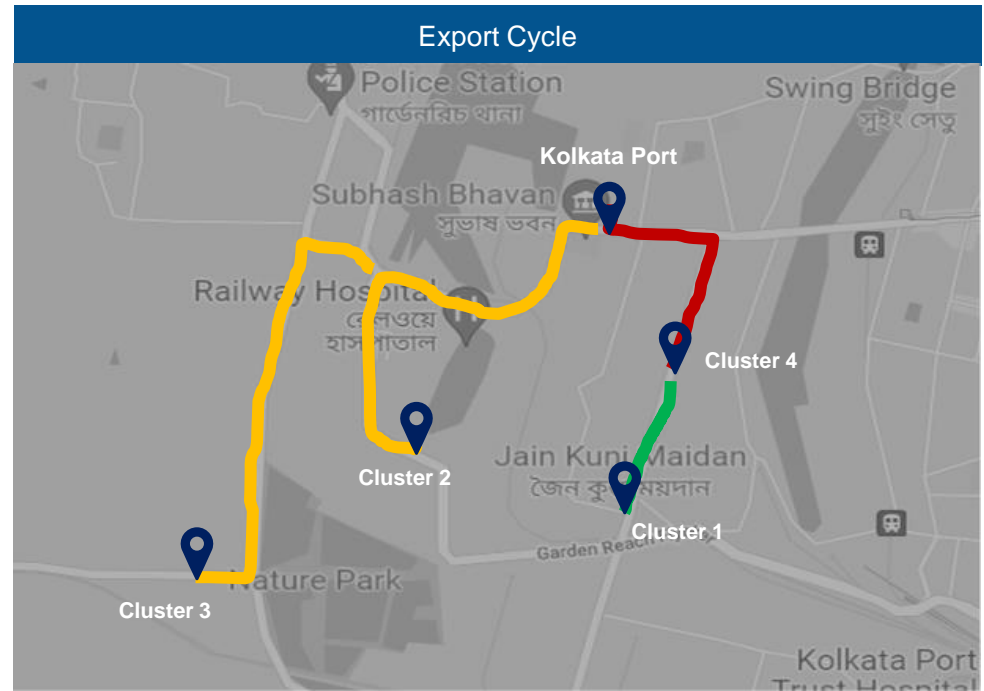 Export Cycle
Police Station
গার্ডেনরিচ থানা
Swing Bridge
সুইং সেতু
Kolkata Port
Subhash Bhavan
সুভাষ ভবন
Railway Hospital
রেলওয়ে
হাসপাতাল
Cluster 4
Cluster 2
Jain Kunj Maidan
জৈন ময়দান
Cluster 1
Garden Reach
Nature Park
Cluster 3
Kolkata Port
Trust Hospital